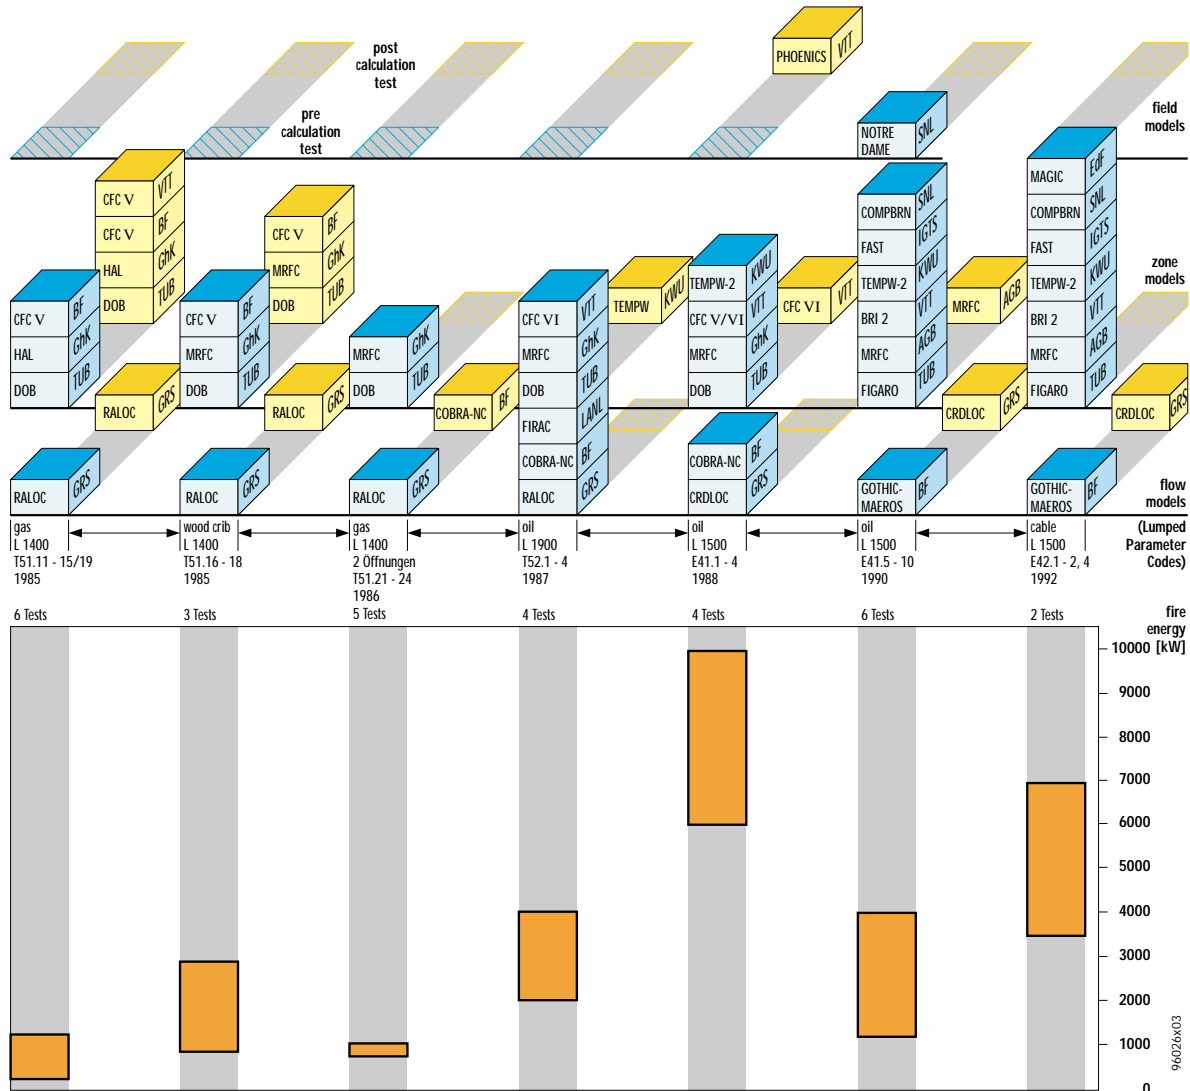 post
calculation
test
pre
calculation
test
PHOENICS VTT
field
models
NOTRE
DAME
SNL
CFC V VTT
CFC V BF
HAL GhK
DOB TUB
CFC V BF
HAL GhK
DOB TUB
CFC V BF
MRFC GhK
DOB TUB
CFC V BF
MRFC GhK
DOB TUB
MRFC GhK
DOB TUB
CFC VI VTT
MRFC GhK
DOB TUB
FIRAC LANL
COBRA-NC BF
RALOC GRS
TEMPW KWU
TEMPW-2 KWU
CFC V/VI VTT
MRFC GhK
DOB TUB
CFC VI VTT
COMPBRN SNL
FAST IGTS
TEMPW-2 KWU
BRI 2 VTT
MRFC AGB
FIGARO TUB
MRFC AGB
MAGIC EdF
COMPBRN SNL
FAST IGTS
TEMPW-2 KWU
BRI 2 VTT
MRFC AGB
FIGARO TUB
zone
models
RALOC GRS
RALOC GRS
COBRA-NC BF
CRDLOC GRS
CRDLOC GRS
RALOC GRS
RALOC GRS
RALOC GRS
COBRA-NC BF
CRDLOC GRS
GOTHIC-
MAEROS
BF
GOTHIC-
MAEROS
BF
flow
models
(Lumped
Parameter
Codes)
gas
L 1400
T51.11 - 15/19
1985
wood crib
L 1400
T51.16 - 18
1985
gas
L 1400
2 Öffnungen
T51.21 - 24
1986
oil
L 1900
T52.1 - 4
1987
oil
L 1500
E41.1 - 4
1988
oil
L 1500
E41.5 - 10
1990
cable
L 1500
E42.1 - 2, 4
1992
6 Tests
3 Tests
5 Tests
4 Tests
4 Tests
6 Tests
2 Tests
fire
energy
[kW]
10000
9000
8000
7000
6000
5000
4000
3000
2000
1000
0
96026x03